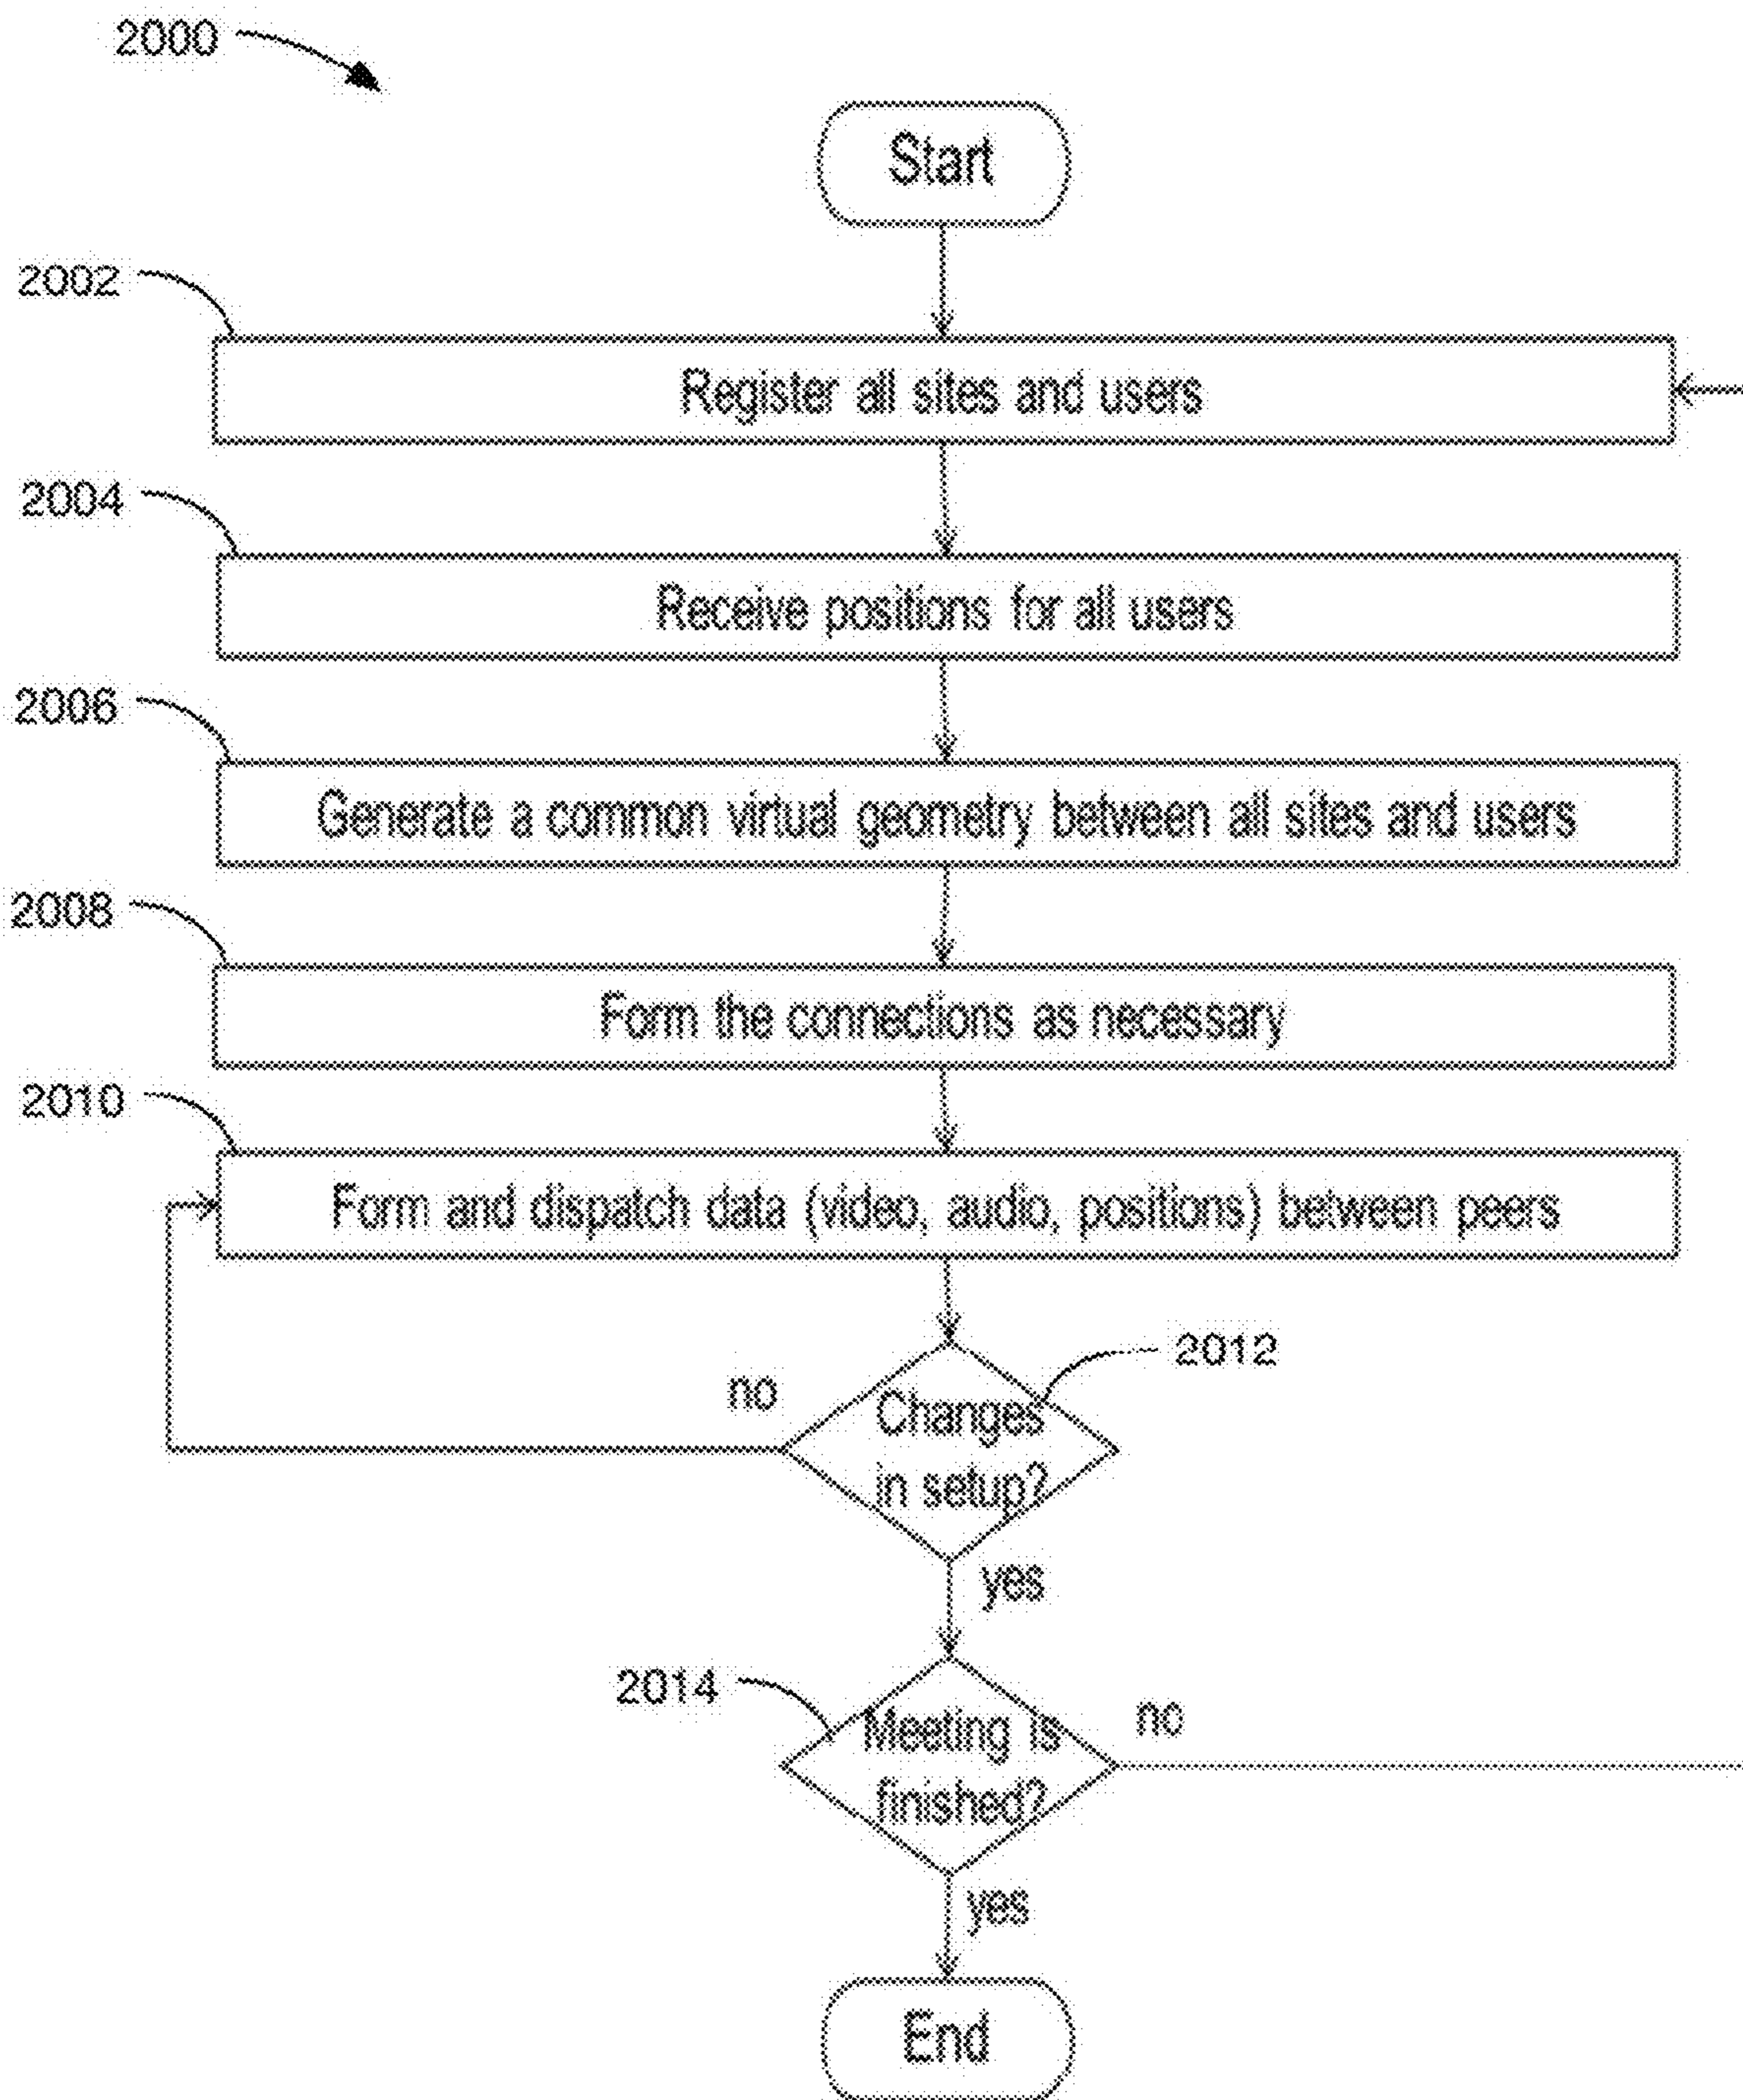 2000
Start
2002
Register all sites and users
2004
Receive positions for all users
2006
Generate a common virtual geometry between all sites and users
2008
Form the connections as necessary
2010
Form and dispatch data (video, audio, positions) between peers
2012
no
Changes
in setup?
yes
2014
Meeting is
finished?
no
yes
End